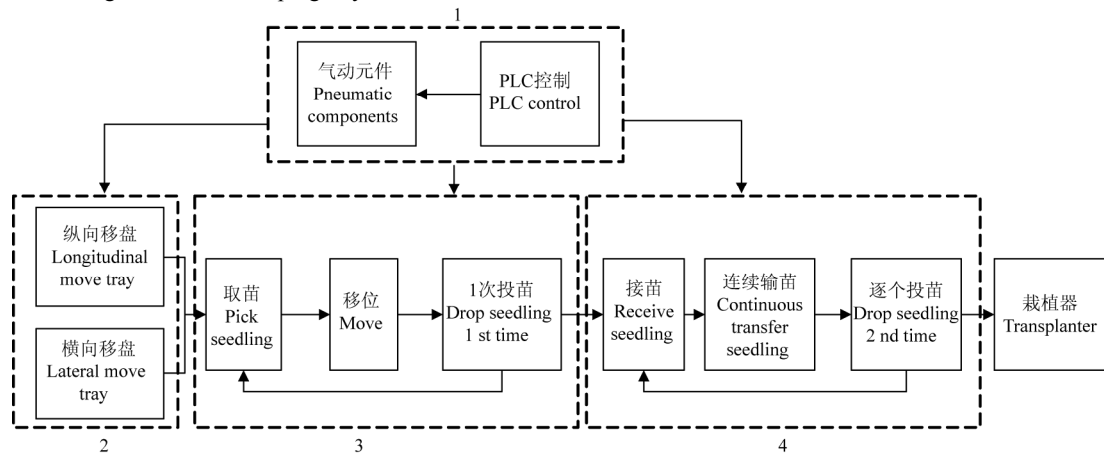 1
气动元件
Pneumatic
components
PLC控制
PLC control
纵向移盘
Longitudinal
move tray
横向移盘
Lateral move
tray
取苗
Pick
seedling
移位
Move
1次投苗
Drop seedling
1 st time
接苗
Receive
seedling
连续输苗
Continuous
transfer
seedling
逐个投苗
Drop seedling
2 nd time
栽植器
Transplanter
2
3
4